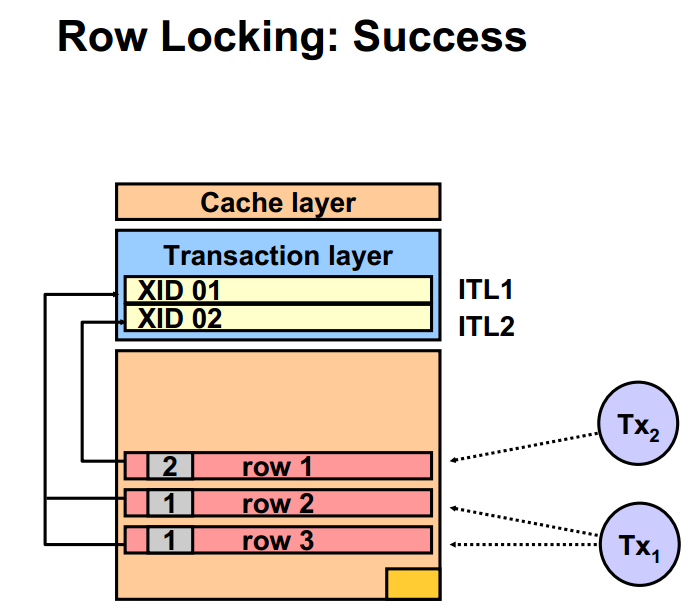 Row Locking: Success
Cache layer
Transaction layer
XID 01
ITL1
XID 02
ITL2
Tx₂
2 row 1
1 row 2
1 row 3
Tx₁